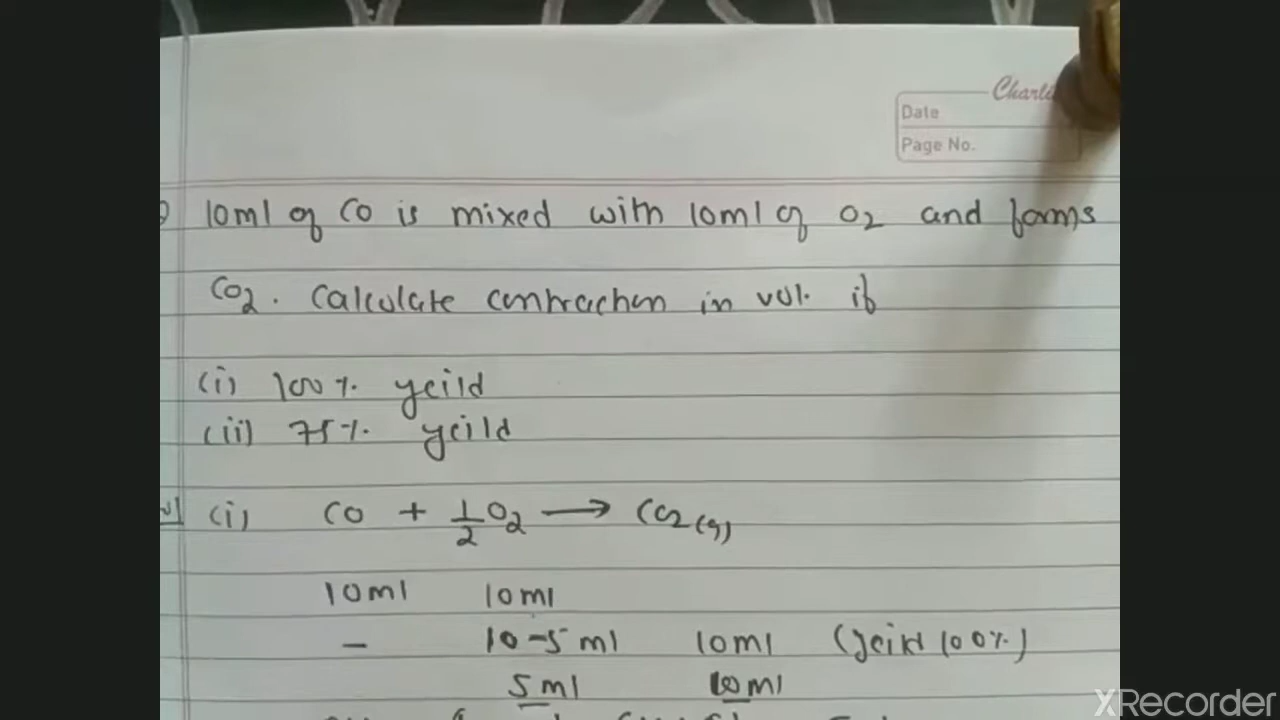 Charli
Date
Page No.
10ml of CO is mixed with 10ml of O2 and forms
CO2. Calculate contraction in vol. if
(i) 100% yeild
(ii) 75% yeild
(i) CO + 1/2 O2 → CO2(g)
10ml 10ml
— 10-5 ml 10ml (yeild 100%)
5ml 10ml
XRecorder